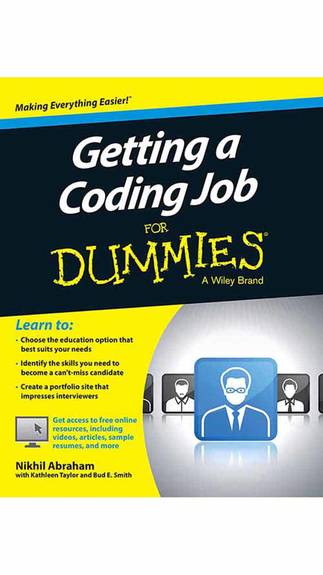 Making Everything Easier!™
Getting a
Coding Job
FOR
DUMMIES®
A Wiley Brand
Learn to:
• Choose the education option that
best suits your needs
• Identify the skills you need to
become a can't-miss candidate
• Create a portfolio site that
impresses interviewers
Get access to free online
resources, including
videos, articles, sample
resumes, and more
Nikhil Abraham
with Kathleen Taylor and Bud E. Smith